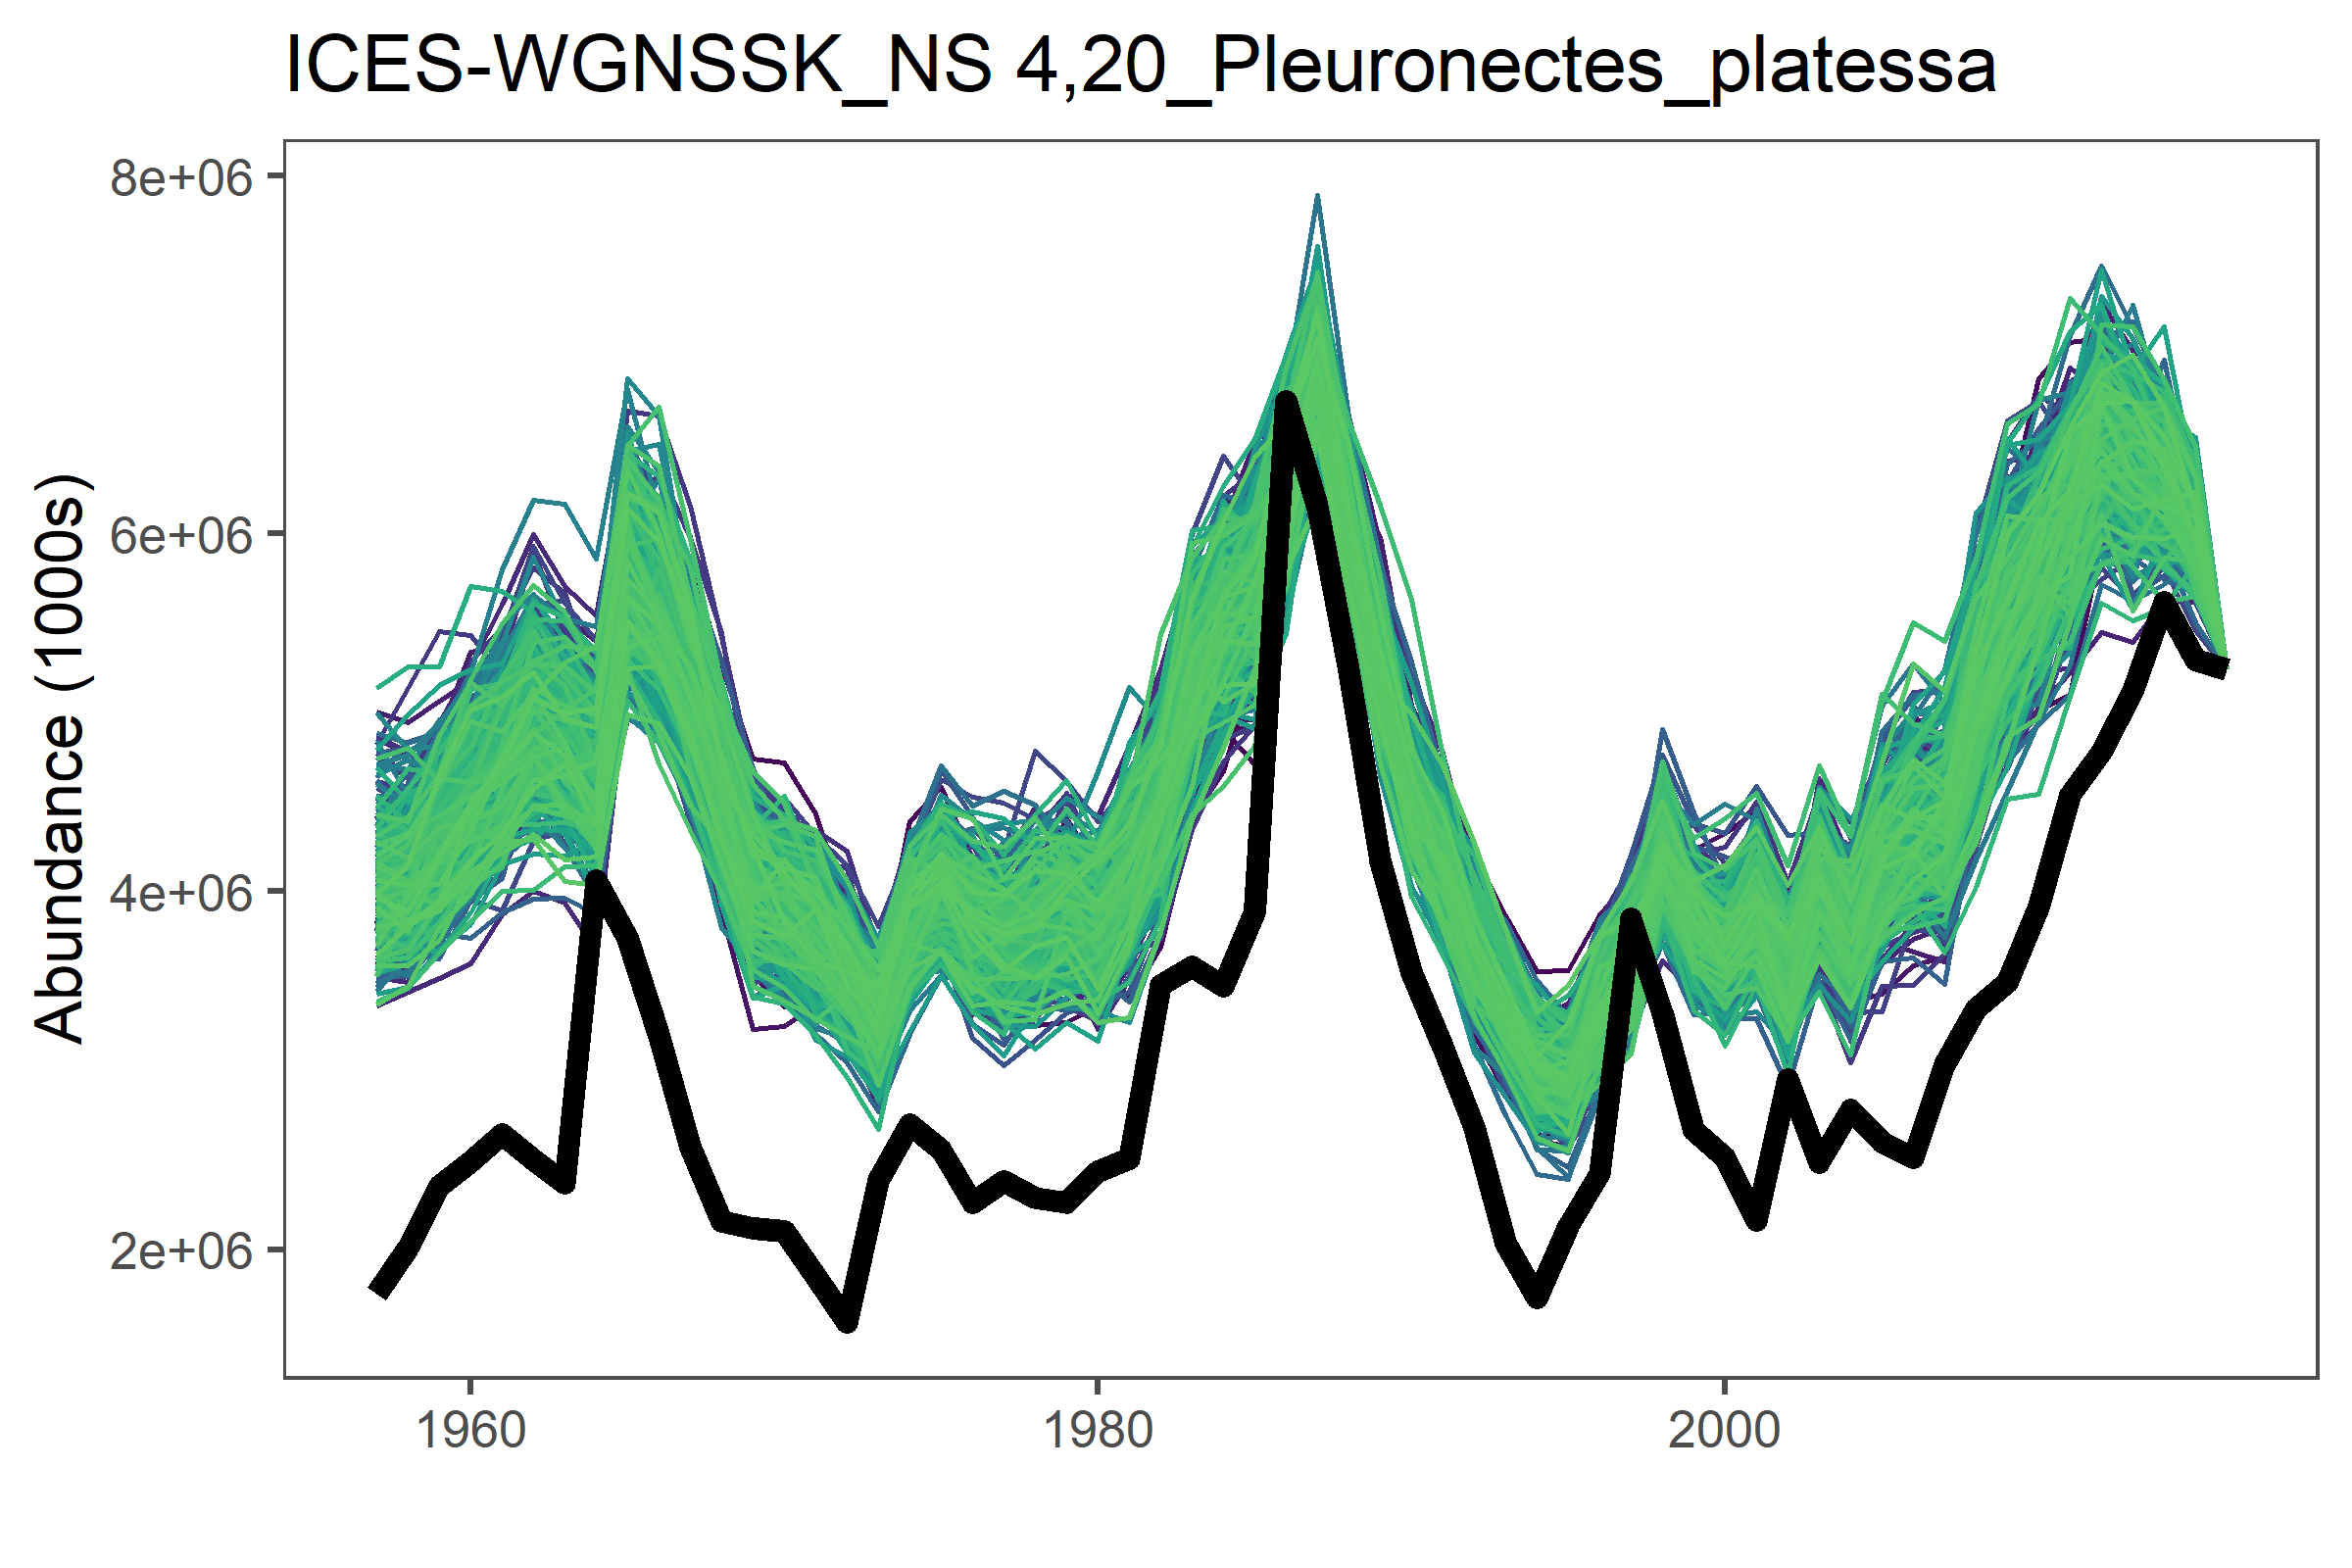 ICES-WGNSSK_NS 4,20_Pleuronectes_platessa
8e+06
6e+06
4e+06
2e+06
Abundance (1000s)
1960 1980 2000